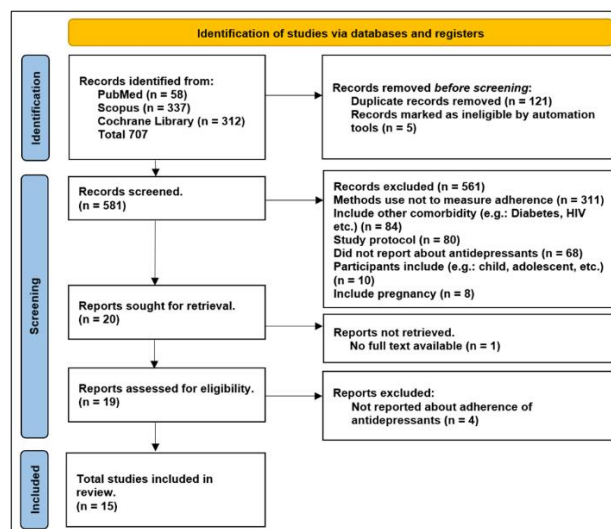 Identification of studies via databases and registers
Identification
Records identified from:
PubMed (n = 58)
Scopus (n = 337)
Cochrane Library (n = 312)
Total 707
Records removed before screening:
Duplicate records removed (n = 121)
Records marked as ineligible by automation
tools (n = 5)
Screening
Records screened.
(n = 581)
Records excluded (n = 561)
Methods use not to measure adherence (n = 311)
Include other comorbidity (e.g.: Diabetes, HIV
etc.) (n = 84)
Study protocol (n = 80)
Did not report about antidepressants (n = 68)
Participants include (e.g.: child, adolescent, etc.)
(n = 10)
Include pregnancy (n = 8)
Reports sought for retrieval.
(n = 20)
Reports not retrieved.
No full text available (n = 1)
Reports assessed for eligibility.
(n = 19)
Reports excluded:
Not reported about adherence of
antidepressants (n = 4)
Included
Total studies included in
review.
(n = 15)